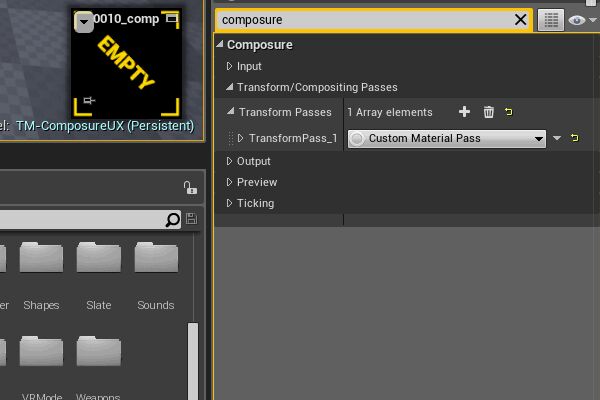 0010_comp
EMPTY
el: TM-ComposureUX (Persistent)
er
Shapes
Slate
Sounds
VRMode
Weapons
composure
Composure
Input
Transform/Compositing Passes
Transform Passes 1 Array elements
TransformPass_1 Custom Material Pass
Output
Preview
Ticking